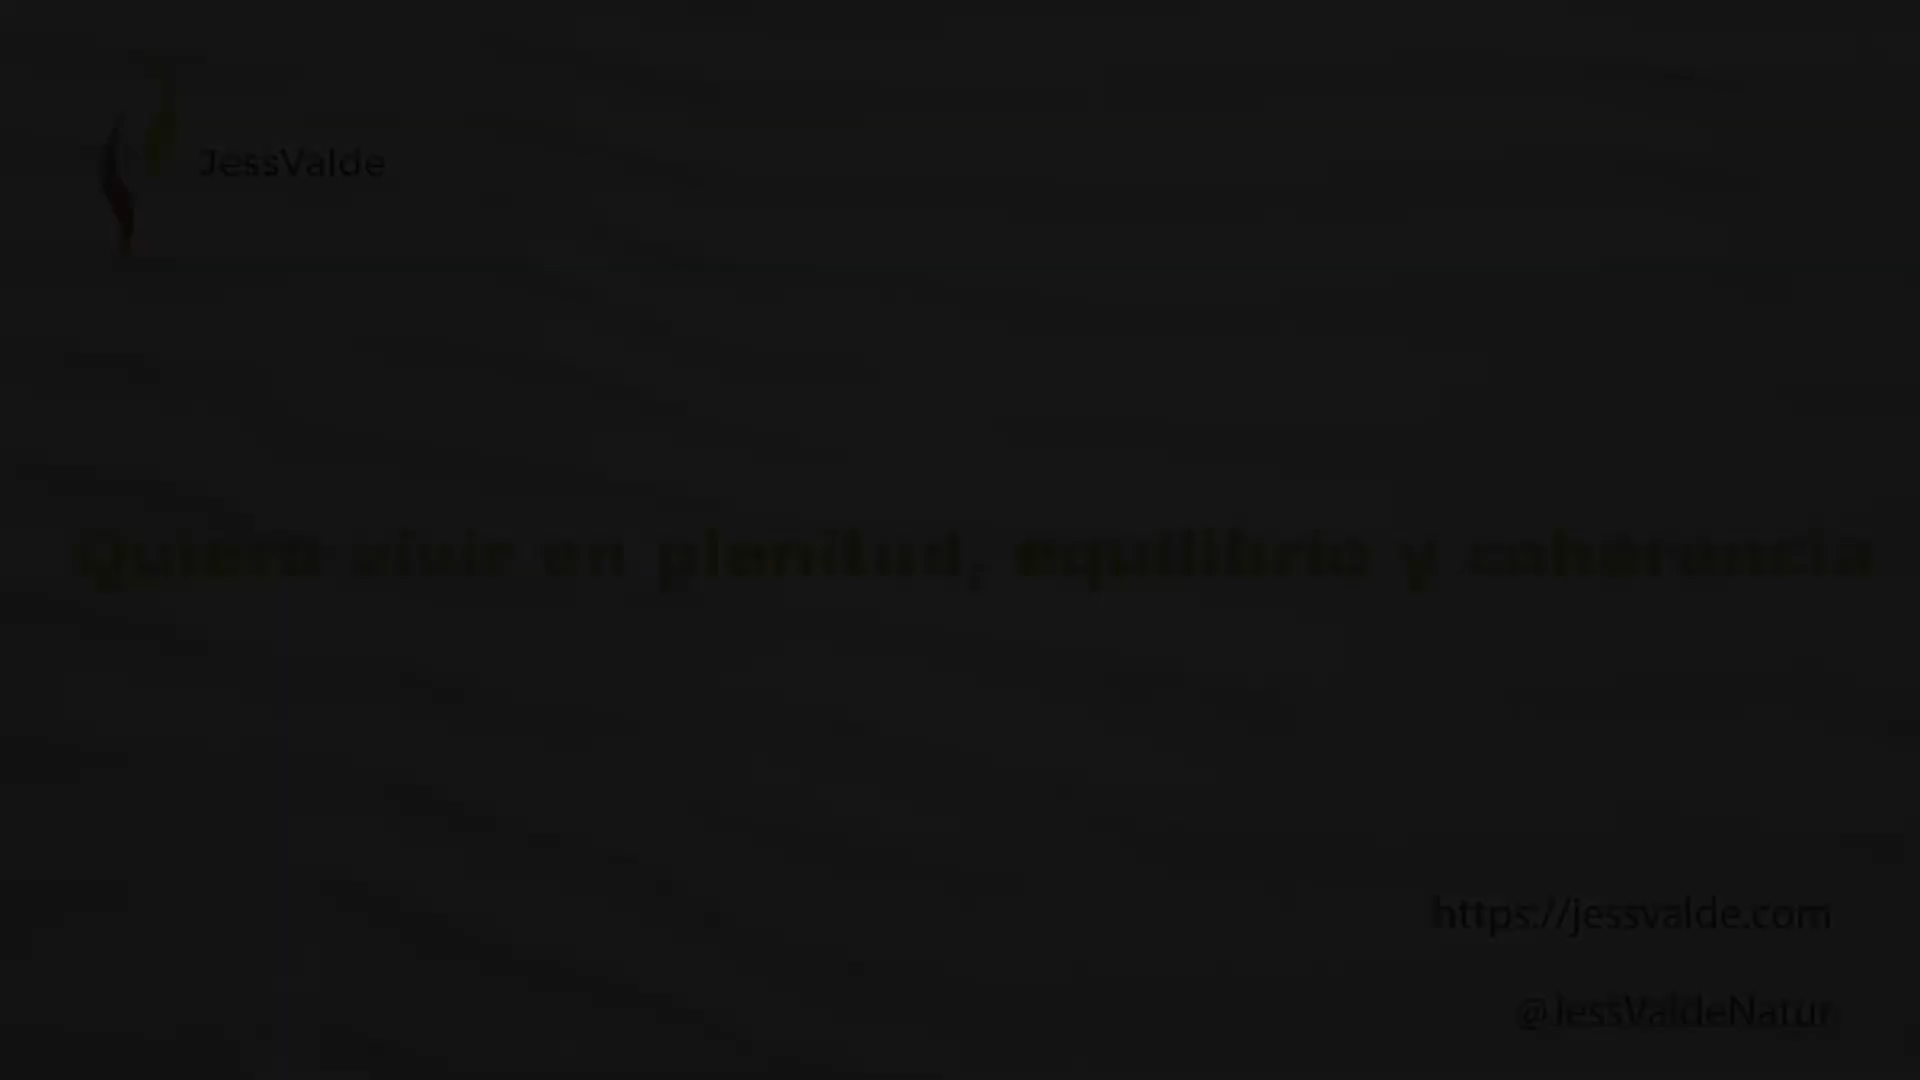 JessValde
Quiero vivir en plenitud, equilibrio y coherencia
https://jessvalde.com
@JessValdeNatur